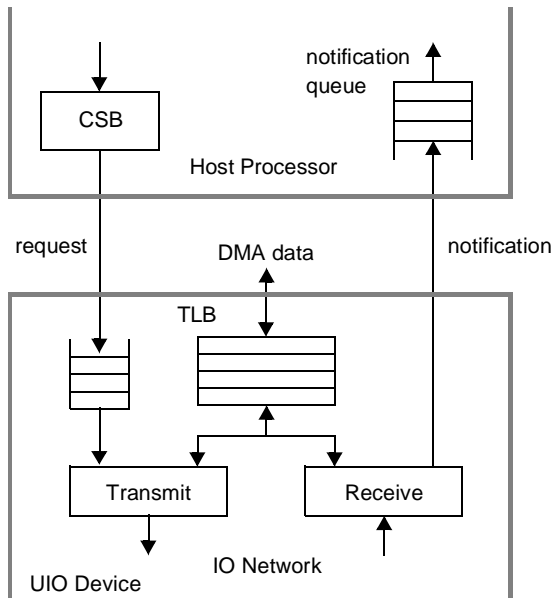 notification
queue
CSB
Host Processor
request
DMA data
notification
TLB
Transmit
Receive
IO Network
UIO Device